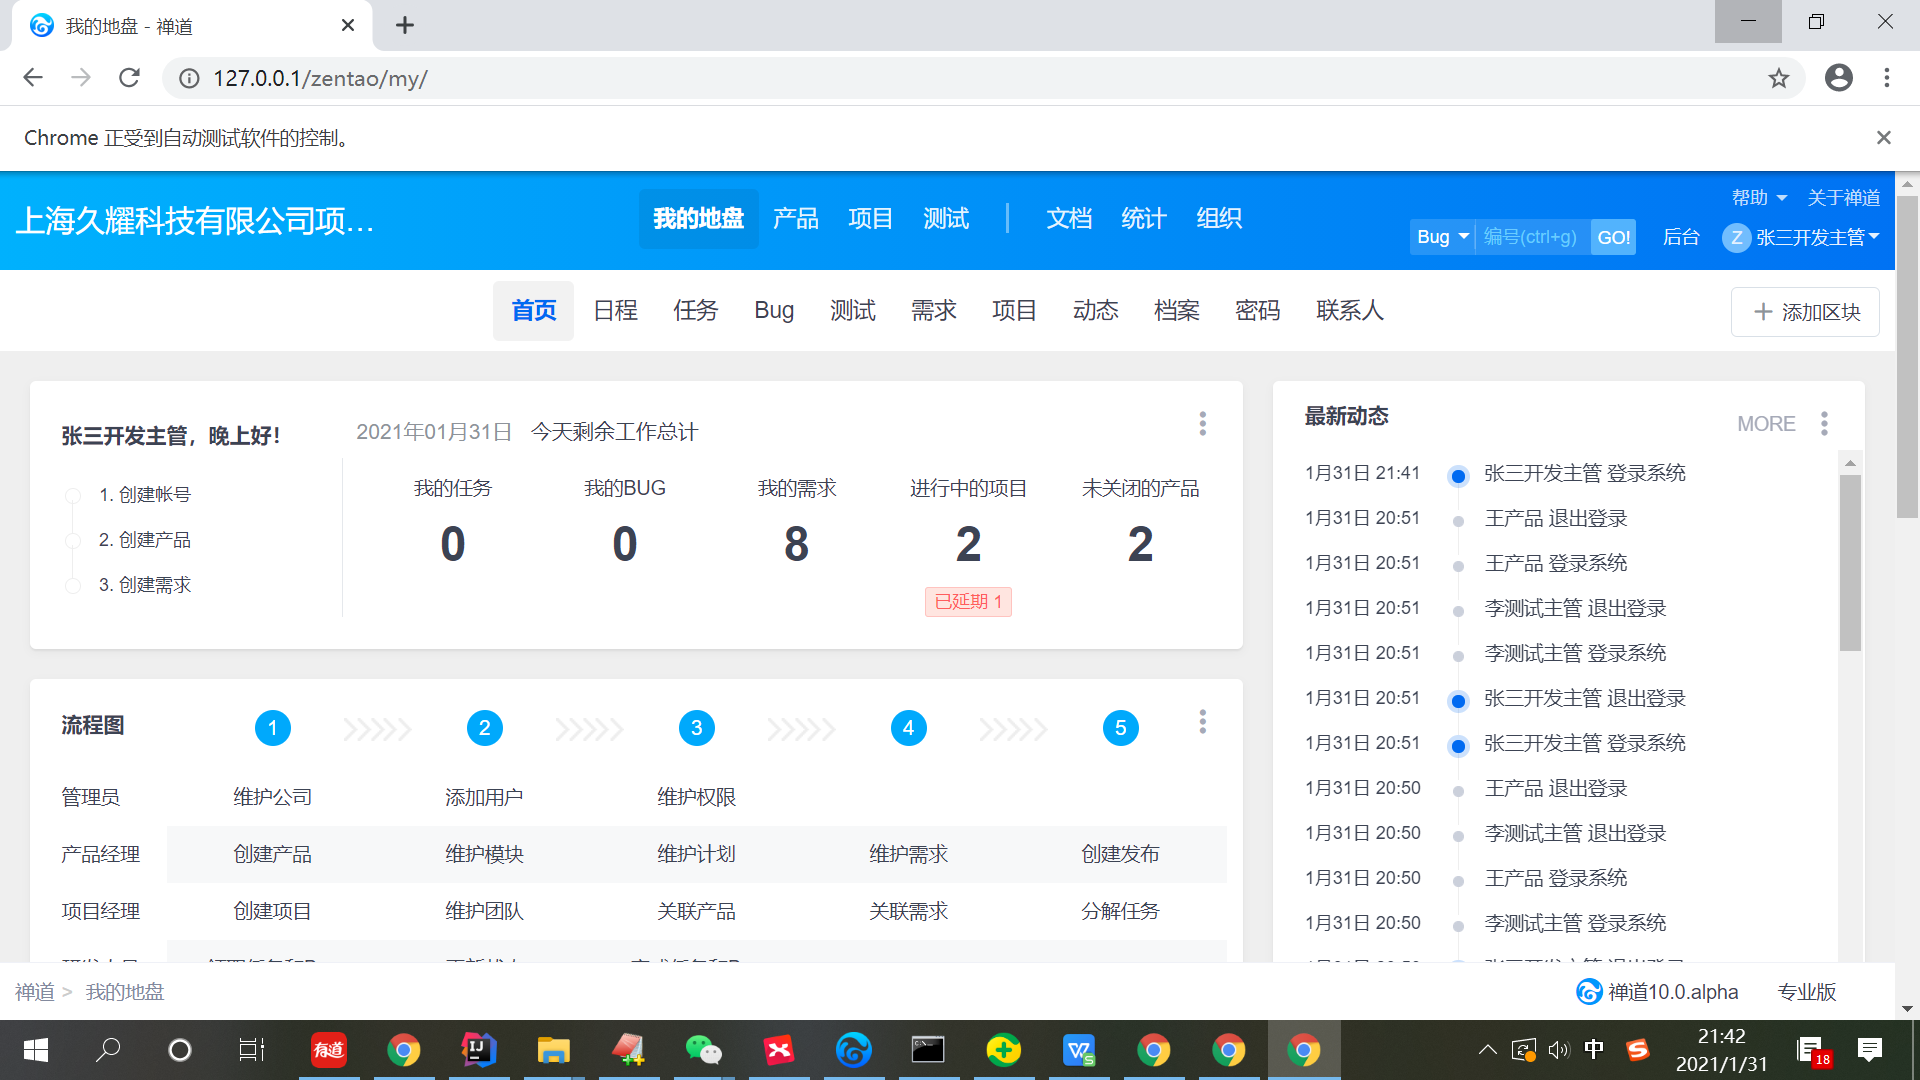 我的地盘 - 禅道
127.0.0.1/zentao/my/
Chrome 正受到自动测试软件的控制。
上海久耀科技有限公司项...
我的地盘 产品 项目 测试 文档 统计 组织
帮助 关于禅道
Bug 编号(ctrl+g) GO! 后台 Z 张三开发主管
首页 日程 任务 Bug 测试 需求 项目 动态 档案 密码 联系人
添加区块
张三开发主管，晚上好！
1. 创建帐号
2. 创建产品
3. 创建需求
2021年01月31日 今天剩余工作总计
我的任务 我的BUG 我的需求 进行中的项目 未关闭的产品
0 0 8 2 2
已延期 1
流程图 1 2 3 4 5
管理员 维护公司 添加用户 维护权限
产品经理 创建产品 维护模块 维护计划 维护需求 创建发布
项目经理 创建项目 维护团队 关联产品 关联需求 分解任务
最新动态 MORE
1月31日 21:41 张三开发主管 登录系统
1月31日 20:51 王产品 退出登录
1月31日 20:51 王产品 登录系统
1月31日 20:51 李测试主管 退出登录
1月31日 20:51 李测试主管 登录系统
1月31日 20:51 张三开发主管 退出登录
1月31日 20:51 张三开发主管 登录系统
1月31日 20:50 王产品 退出登录
1月31日 20:50 李测试主管 退出登录
1月31日 20:50 王产品 登录系统
1月31日 20:50 李测试主管 登录系统
禅道 > 我的地盘
禅道10.0.alpha 专业版
有道
IJ
中
S
21:42
2021/1/31
18